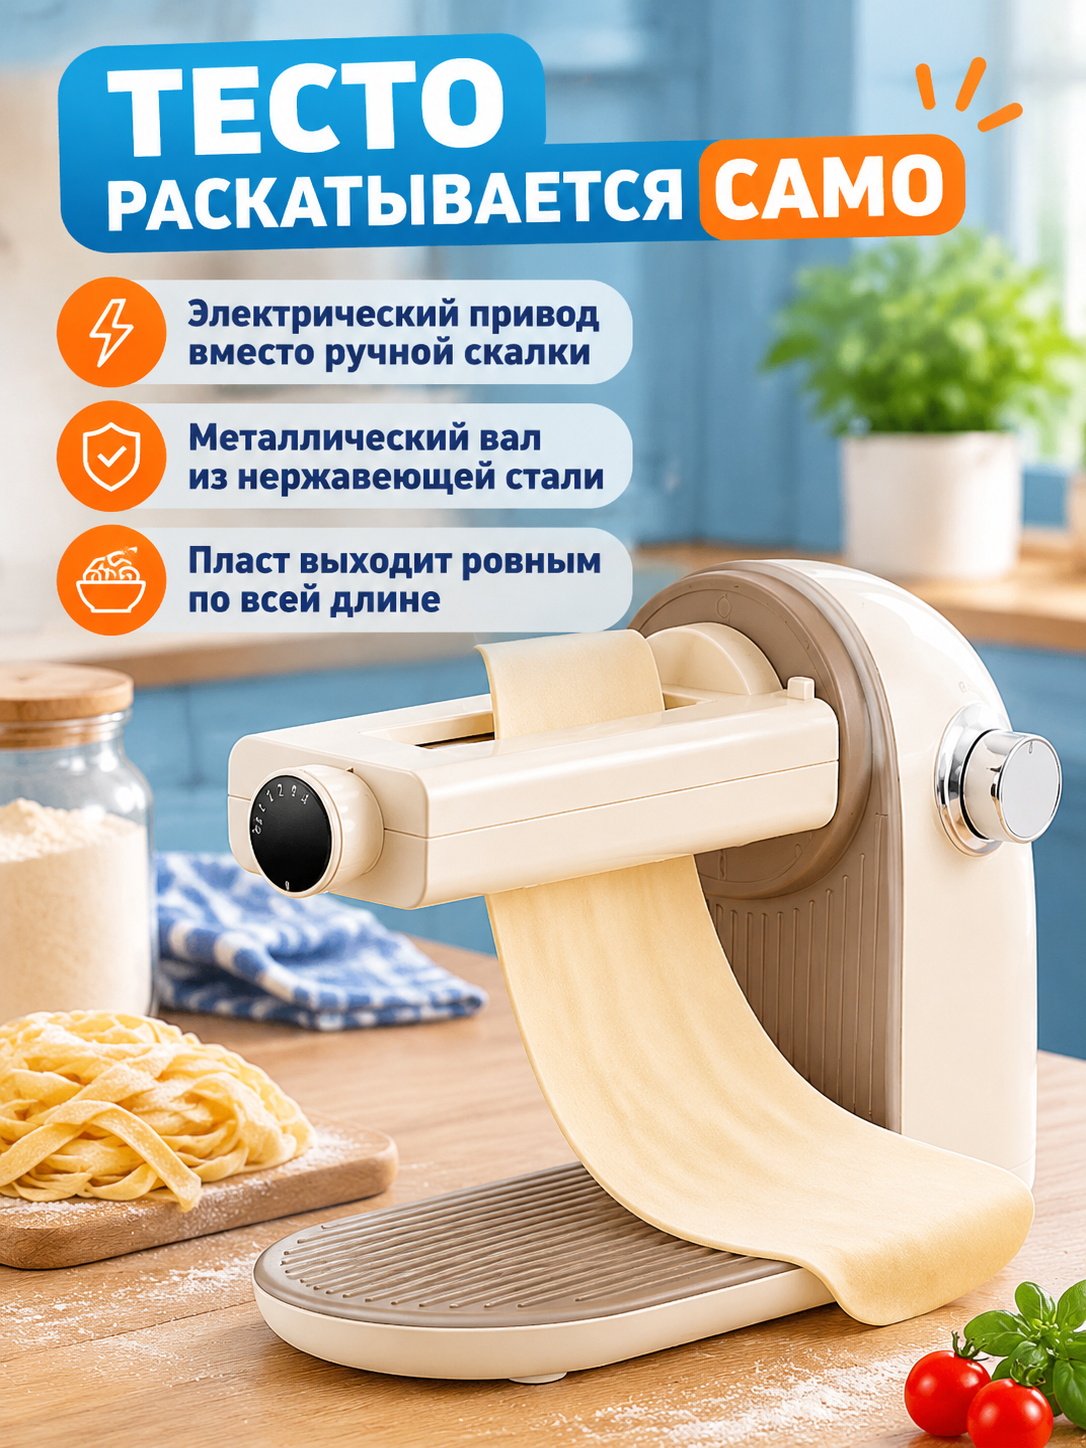 ТЕСТО
РАСКАТЫВАЕТСЯ САМО
Электрический привод
вместо ручной скалки
Металлический вал
из нержавеющей стали
Пласт выходит ровным
по всей длине